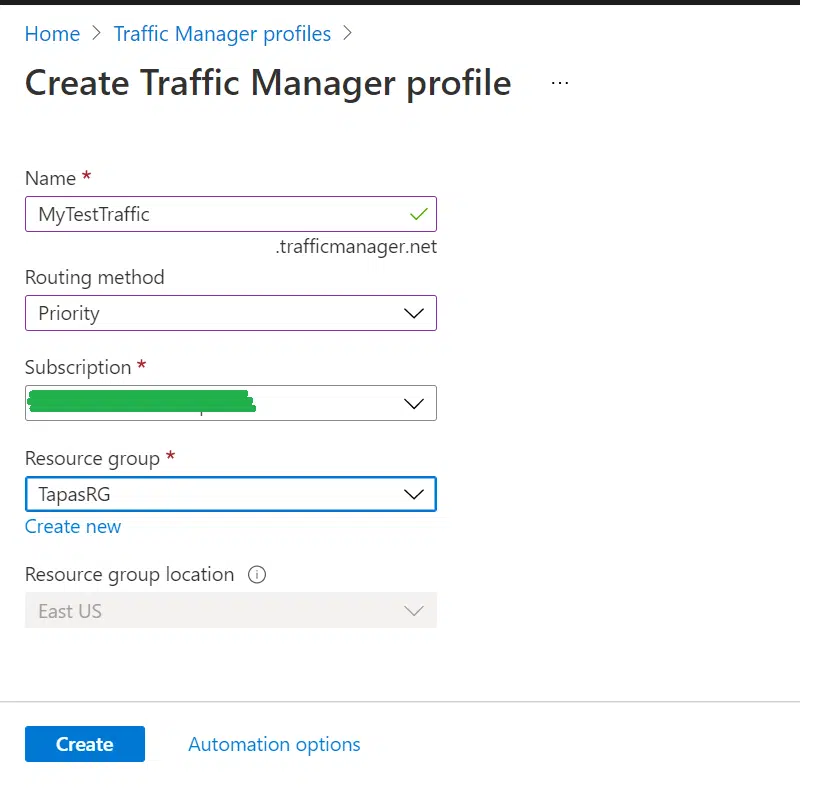 Home > Traffic Manager profiles >
Create Traffic Manager profile ...
Name *
MyTestTraffic
.trafficmanager.net
Routing method
Priority
Subscription *
Resource group *
TapasRG
Create new
Resource group location
East US
Create Automation options